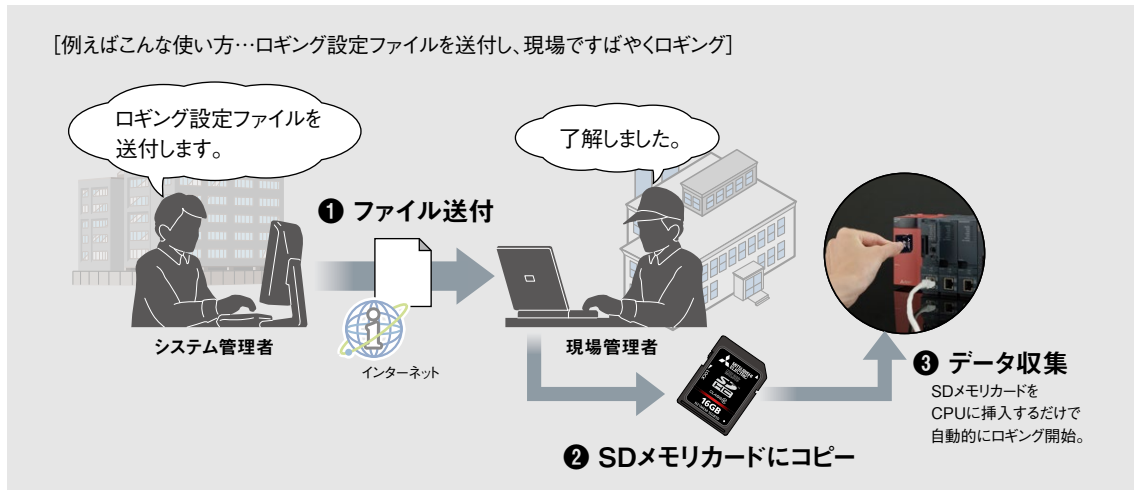 [例えばこんな使い方…ロギング設定ファイルを送付し、現場ですばやくロギング]
ロギング設定ファイルを
送付します。
了解しました。
❶ ファイル送付
システム管理者
インターネット
現場管理者
MITSUBISHI
ELECTRIC
SD
HC
16GB
❷ SDメモリカードにコピー
❸ データ収集
SDメモリカードを
CPUに挿入するだけで
自動的にロギング開始。